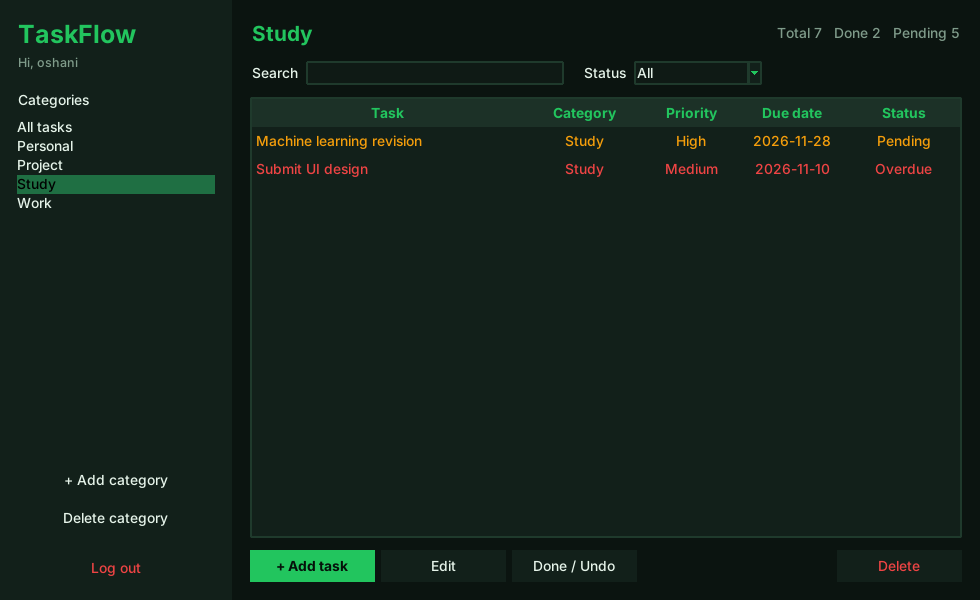 TaskFlow
Hi, oshani
Categories
All tasks
Personal
Project
Study
Work
+ Add category
Delete category
Log out
Study
Total 7 Done 2 Pending 5
Search Status All
Task Category Priority Due date Status
Machine learning revision Study High 2026-11-28 Pending
Submit UI design Study Medium 2026-11-10 Overdue
+ Add task Edit Done / Undo Delete